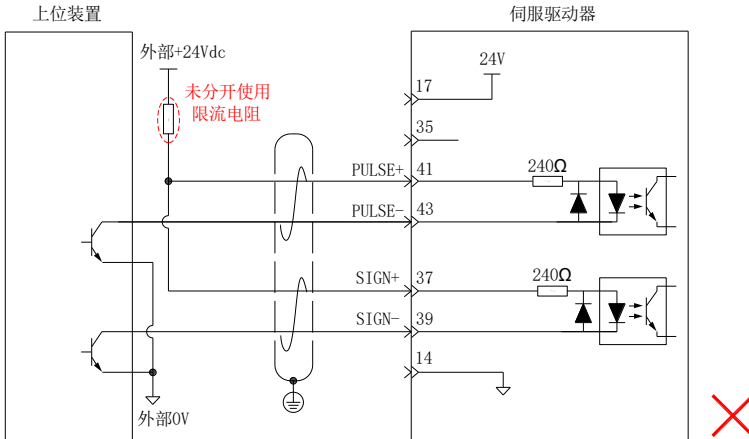 上位装置
伺服驱动器
外部+24Vdc
24V
17
未分开使用
限流电阻
35
PULSE+
41
240Ω
PULSE-
43
SIGN+
37
240Ω
SIGN-
39
14
外部0V